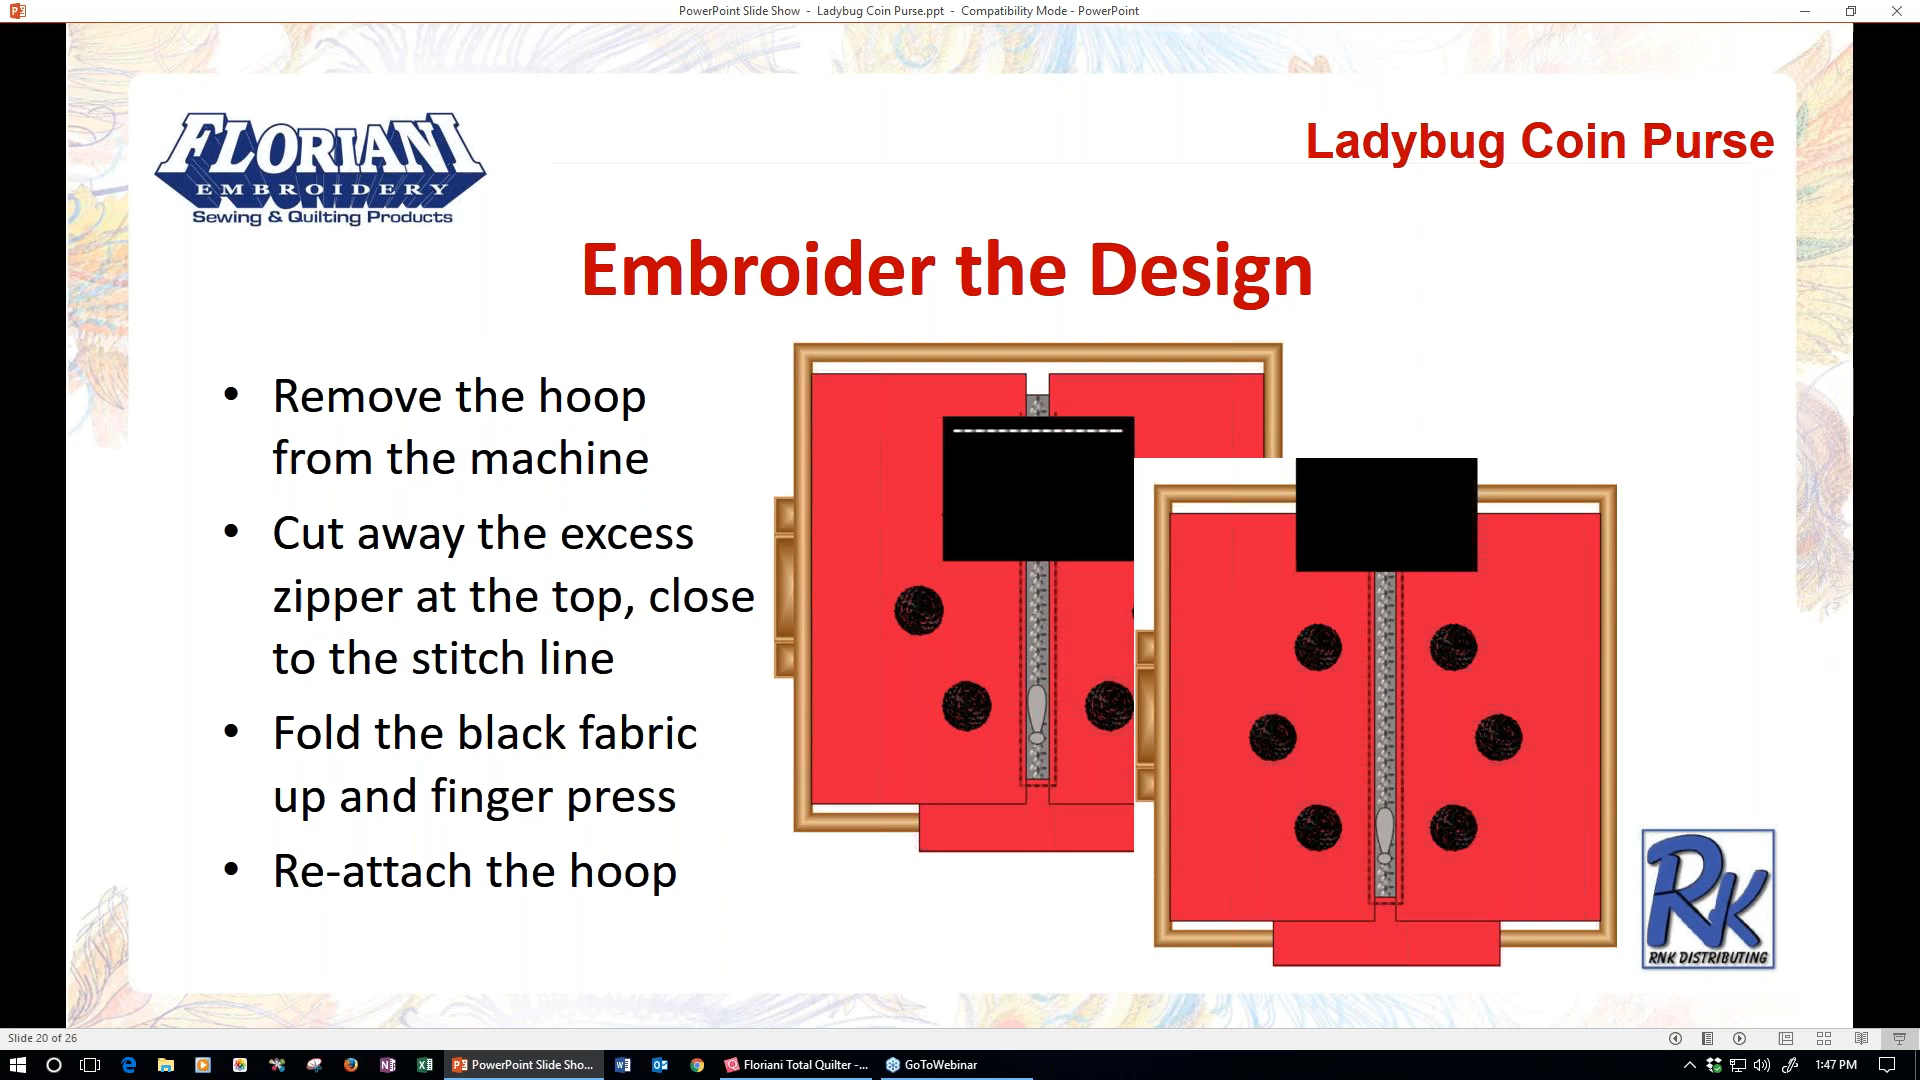 PowerPoint Slide Show - Ladybug Coin Purse.ppt - Compatibility Mode - PowerPoint
FLORIANI
EMBROIDERY
Sewing & Quilting Products
Ladybug Coin Purse
Embroider the Design
• Remove the hoop
from the machine
• Cut away the excess
zipper at the top, close
to the stitch line
• Fold the black fabric
up and finger press
• Re-attach the hoop
RK
RNK DISTRIBUTING
Slide 20 of 26
PowerPoint Slide Sho...
Floriani Total Quilter -...
GoToWebinar
1:47 PM